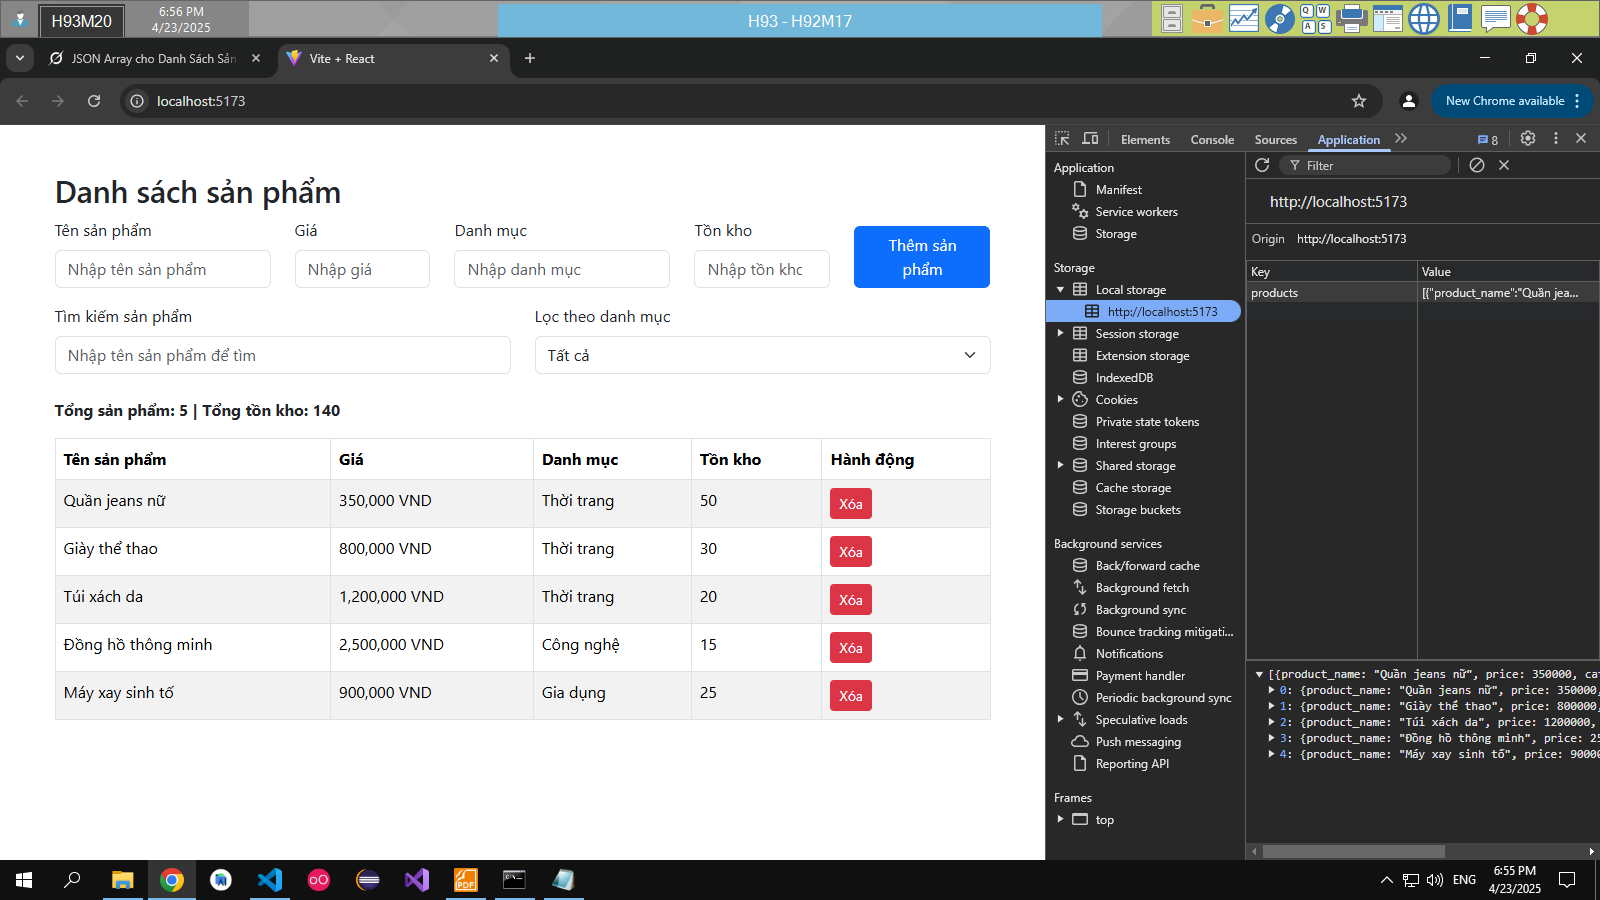 H93M20
6:56 PM
4/23/2025
H93 - H92M17
Q W
A S
JSON Array cho Danh Sách Sản
Vite + React
localhost:5173
New Chrome available
Danh sách sản phẩm
Tên sản phẩm
Giá
Danh mục
Tồn kho
Nhập tên sản phẩm
Nhập giá
Nhập danh mục
Nhập tồn kho
Thêm sản
phẩm
Tìm kiếm sản phẩm
Lọc theo danh mục
Nhập tên sản phẩm để tìm
Tất cả
Tổng sản phẩm: 5 | Tổng tồn kho: 140
Tên sản phẩm Giá Danh mục Tồn kho Hành động
Quần jeans nữ 350,000 VND Thời trang 50 Xóa
Giày thể thao 800,000 VND Thời trang 30 Xóa
Túi xách da 1,200,000 VND Thời trang 20 Xóa
Đồng hồ thông minh 2,500,000 VND Công nghệ 15 Xóa
Máy xay sinh tố 900,000 VND Gia dụng 25 Xóa
Elements Console Sources Application 8
Application
Manifest
Service workers
Storage
Storage
Local storage
http://localhost:5173
Session storage
Extension storage
IndexedDB
Cookies
Private state tokens
Interest groups
Shared storage
Cache storage
Storage buckets
Background services
Back/forward cache
Background fetch
Background sync
Bounce tracking mitigati...
Notifications
Payment handler
Periodic background sync
Speculative loads
Push messaging
Reporting API
Frames
top
Filter
http://localhost:5173
Origin http://localhost:5173
Key Value
products [{"product_name":"Quần jea...
[{product_name: "Quần jeans nữ", price: 350000, cat
0: {product_name: "Quần jeans nữ", price: 350000,
1: {product_name: "Giày thể thao", price: 800000,
2: {product_name: "Túi xách da", price: 1200000,
3: {product_name: "Đồng hồ thông minh", price: 25
4: {product_name: "Máy xay sinh tố", price: 90000
PDF
ENG
6:55 PM
4/23/2025